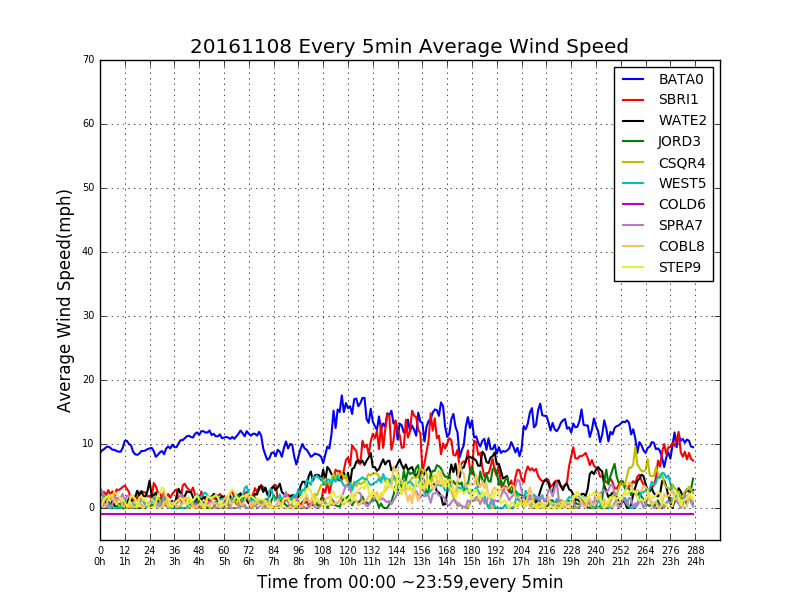 20161108 Every 5min Average Wind Speed
Average Wind Speed(mph)
70
60
50
40
30
20
10
0
BATA0
SBRI1
WATE2
JORD3
CSQR4
WEST5
COLD6
SPRA7
COBL8
STEP9
0 12 24 36 48 60 72 84 96 108 120 132 144 156 168 180 192 204 216 228 240 252 264 276 288
0h 1h 2h 3h 4h 5h 6h 7h 8h 9h 10h 11h 12h 13h 14h 15h 16h 17h 18h 19h 20h 21h 22h 23h 24h
Time from 00:00 ~23:59,every 5min